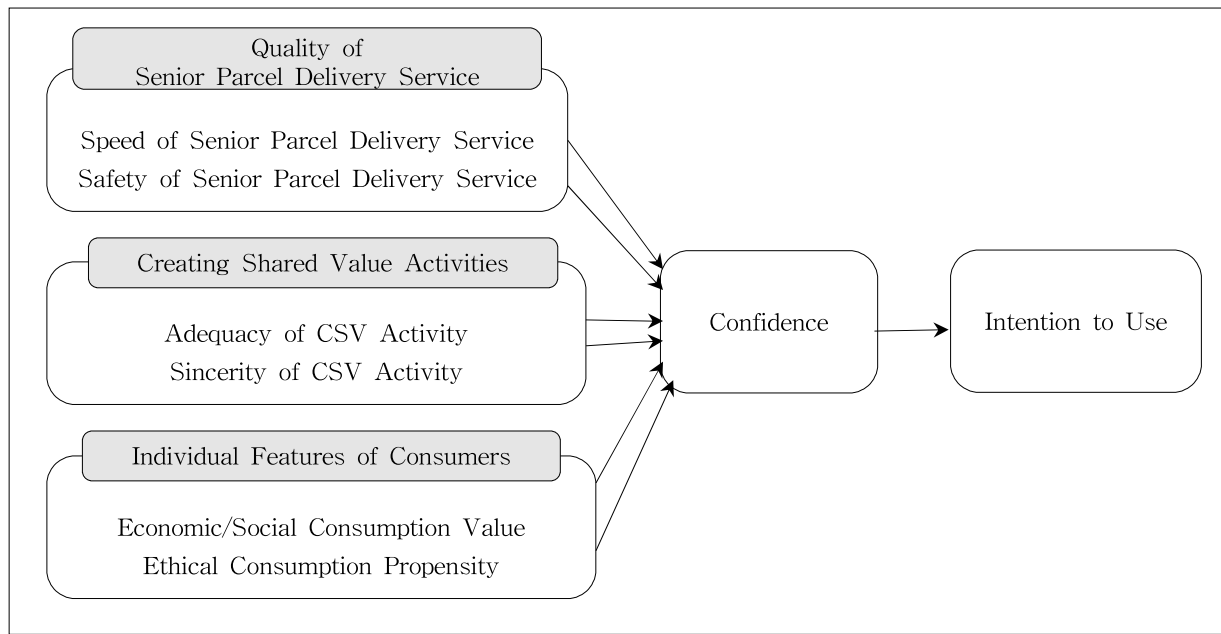 Quality of
Senior Parcel Delivery Service
Speed of Senior Parcel Delivery Service
Safety of Senior Parcel Delivery Service
Creating Shared Value Activities
Adequacy of CSV Activity
Sincerity of CSV Activity
Individual Features of Consumers
Economic/Social Consumption Value
Ethical Consumption Propensity
Confidence
Intention to Use